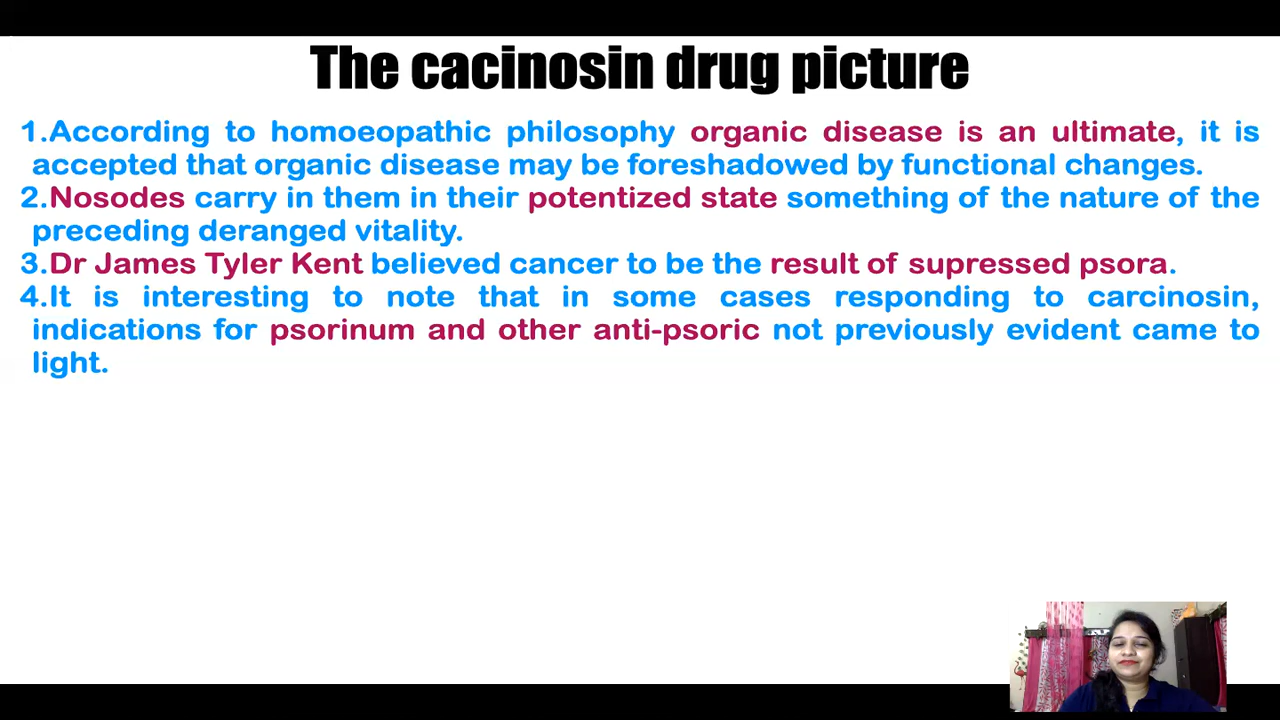 The cacinosin drug picture
1.According to homoeopathic philosophy organic disease is an ultimate, it is
accepted that organic disease may be foreshadowed by functional changes.
2.Nosodes carry in them in their potentized state something of the nature of the
preceding deranged vitality.
3.Dr James Tyler Kent believed cancer to be the result of supressed psora.
4.It is interesting to note that in some cases responding to carcinosin,
indications for psorinum and other anti-psoric not previously evident came to
light.